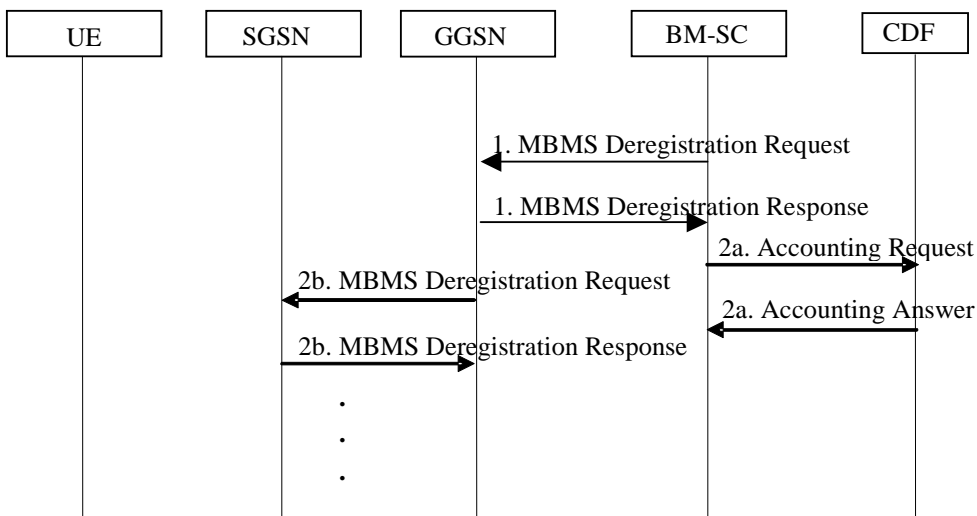 UE
SGSN
GGSN
BM-SC
CDF
1. MBMS Deregistration Request
1. MBMS Deregistration Response
2a. Accounting Request
2b. MBMS Deregistration Request
2a. Accounting Answer
2b. MBMS Deregistration Response
.
.
.